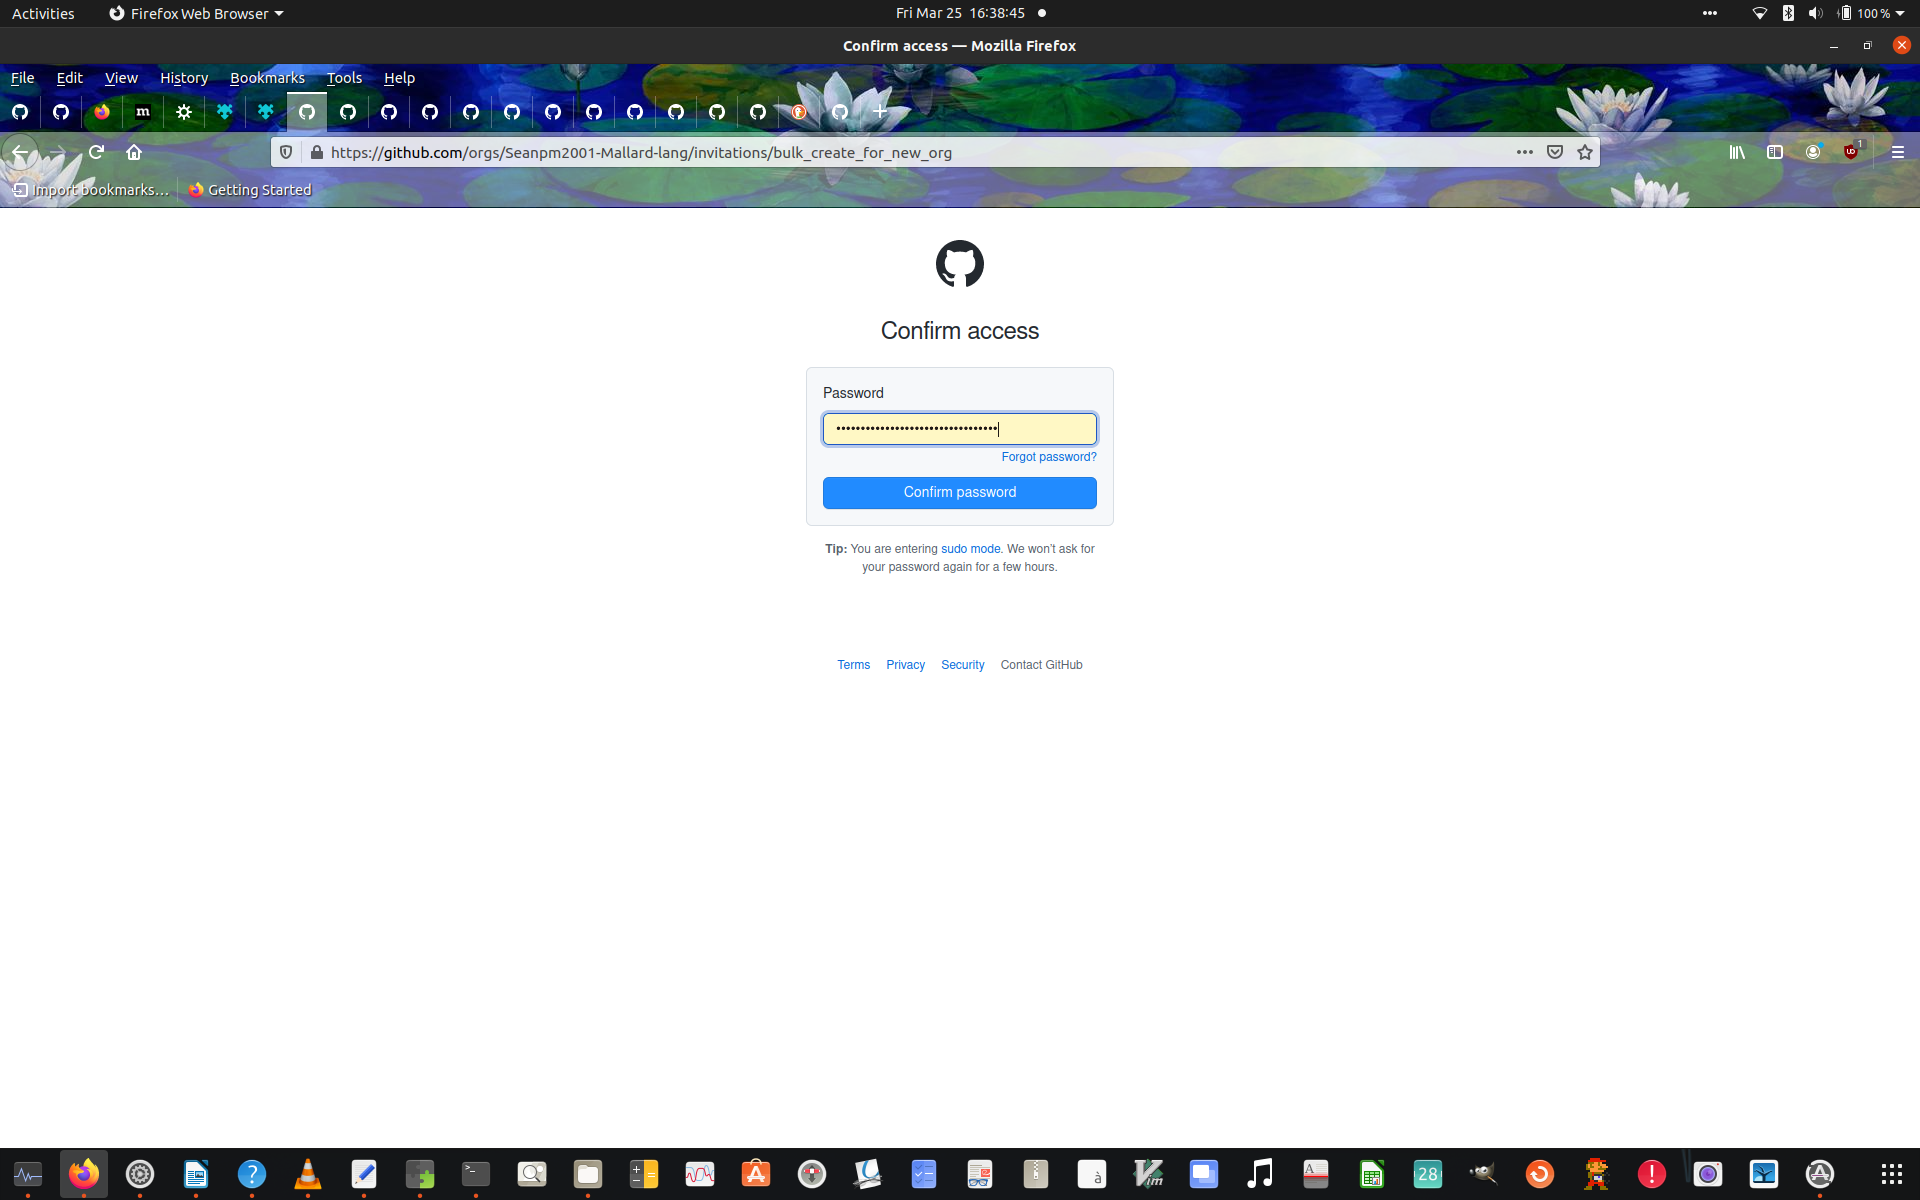 Activities
Firefox Web Browser
Fri Mar 25 16:38:45
100 %
Confirm access — Mozilla Firefox
File Edit View History Bookmarks Tools Help
m
https://github.com/orgs/Seanpm2001-Mallard-lang/invitations/bulk_create_for_new_org
1
Import bookmarks...
Getting Started
Confirm access
Password
Forgot password?
Confirm password
Tip: You are entering sudo mode. We won't ask for
your password again for a few hours.
Terms Privacy Security Contact GitHub
28